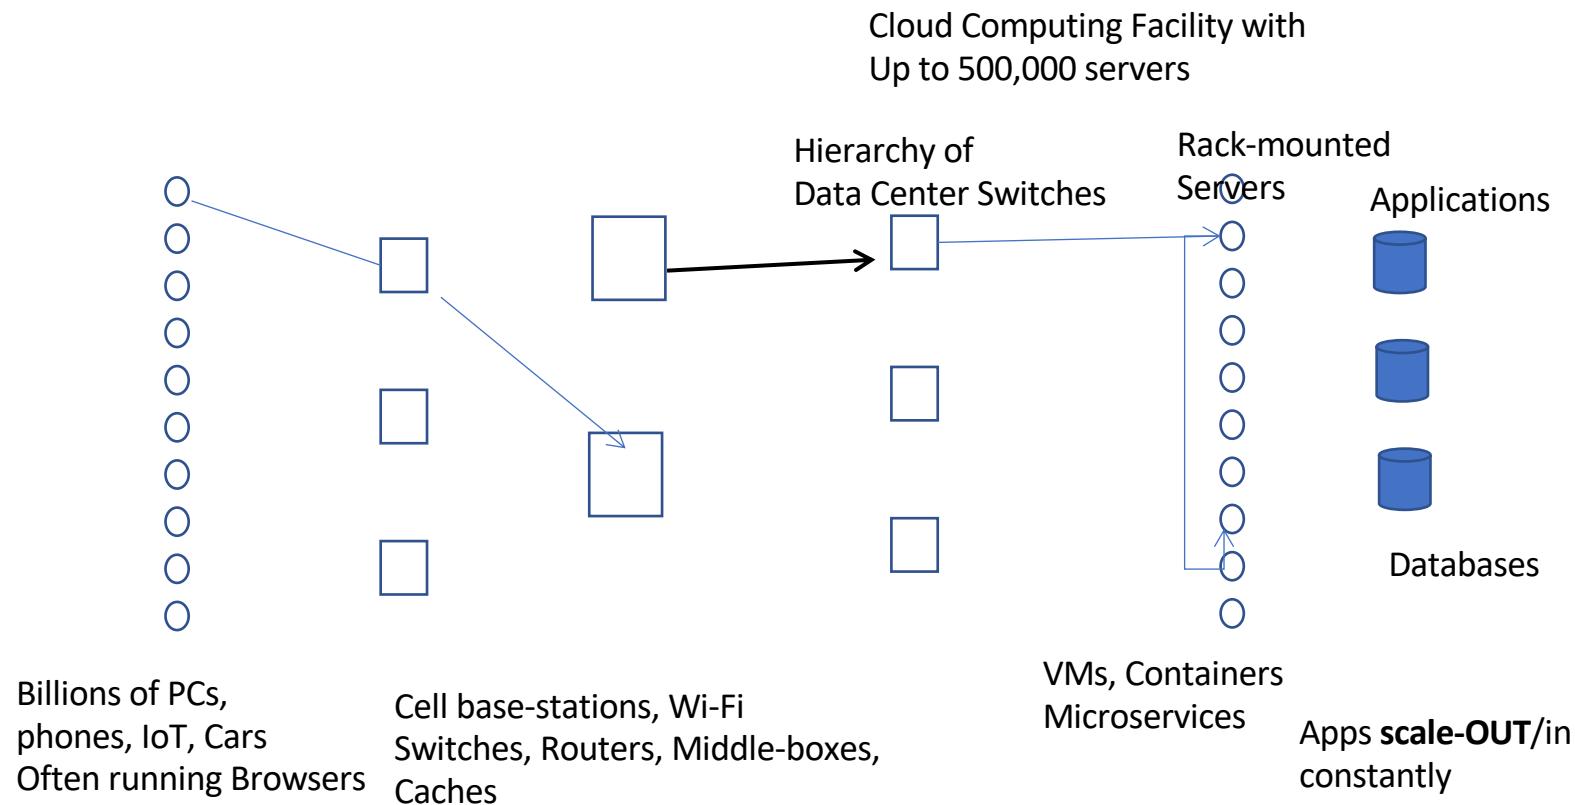 Cloud Computing Facility with
Up to 500,000 servers
Hierarchy of
Data Center Switches
Rack-mounted
Servers
Applications
Databases
Billions of PCs,
phones, IoT, Cars
Often running Browsers
Cell base-stations, Wi-Fi
Switches, Routers, Middle-boxes,
Caches
VMs, Containers
Microservices
Apps scale-OUT/in
constantly